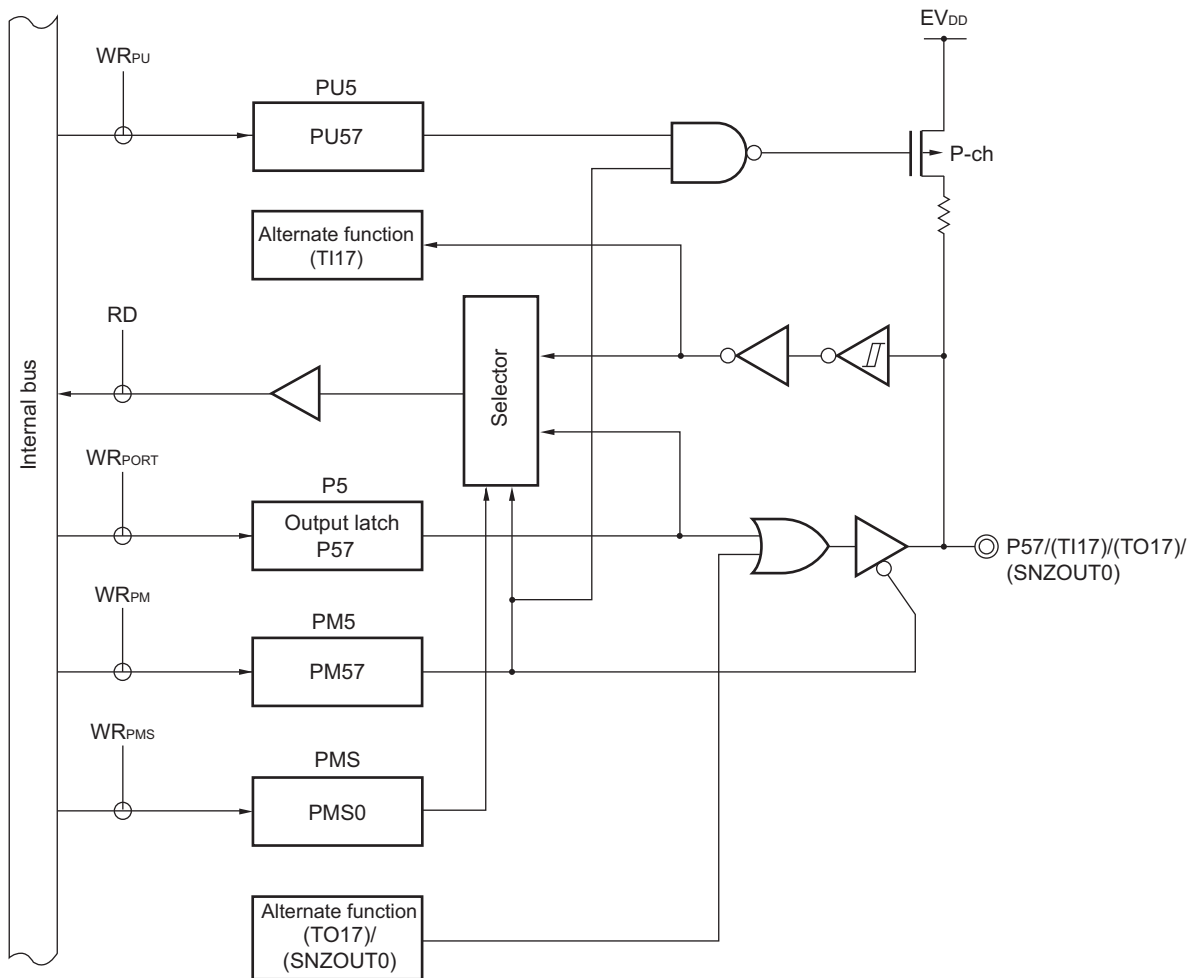 EVDD
WRPU
PU5
PU57
P-ch
Alternate function
(TI17)
RD
Selector
Internal bus
WRPORT
P5
Output latch
P57
P57/(TI17)/(TO17)/
(SNZOUT0)
WRPM
PM5
PM57
WRPMS
PMS
PMS0
Alternate function
(TO17)/
(SNZOUT0)